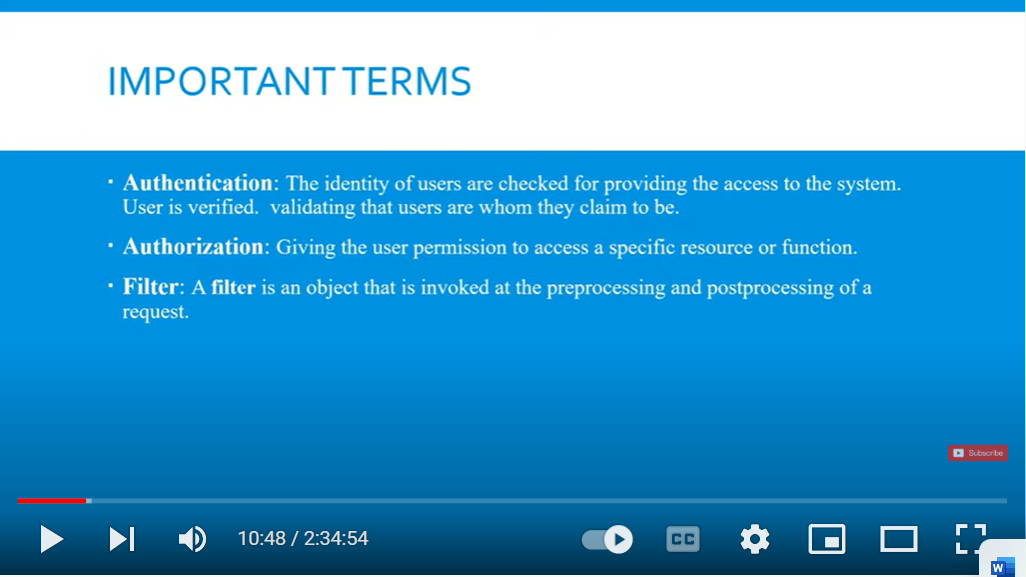 IMPORTANT TERMS
· Authentication: The identity of users are checked for providing the access to the system.
User is verified.  validating that users are whom they claim to be.
· Authorization: Giving the user permission to access a specific resource or function.
· Filter: A filter is an object that is invoked at the preprocessing and postprocessing of a
request.
Subscribe
10:48 / 2:34:54
CC
W